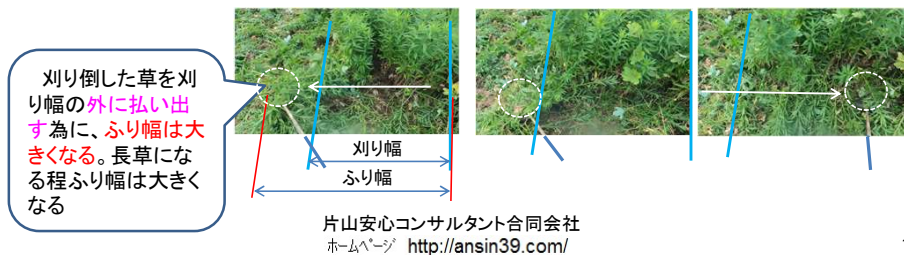 刈り倒した草を刈
り幅の外に払い出
す為に、ふり幅は大
きくなる。長草にな
る程ふり幅は大きく
なる
刈り幅
ふり幅
片山安心コンサルタント合同会社
ホームページ http://ansin39.com/